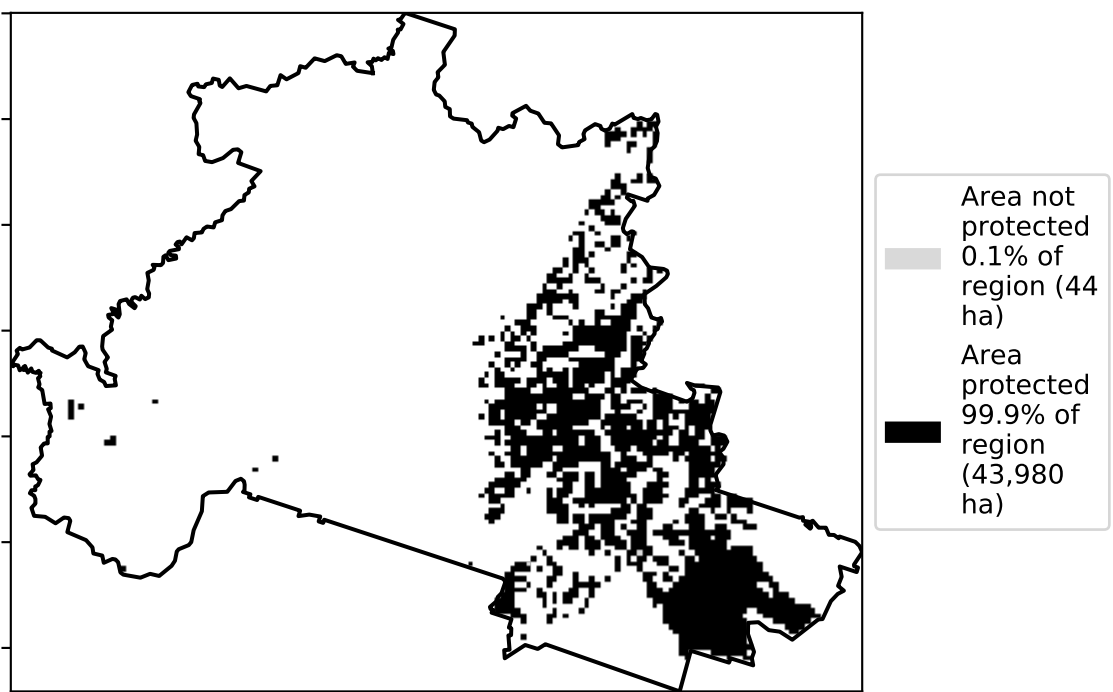 Area not
protected
0.1% of
region (44
ha)
Area
protected
99.9% of
region
(43,980
ha)